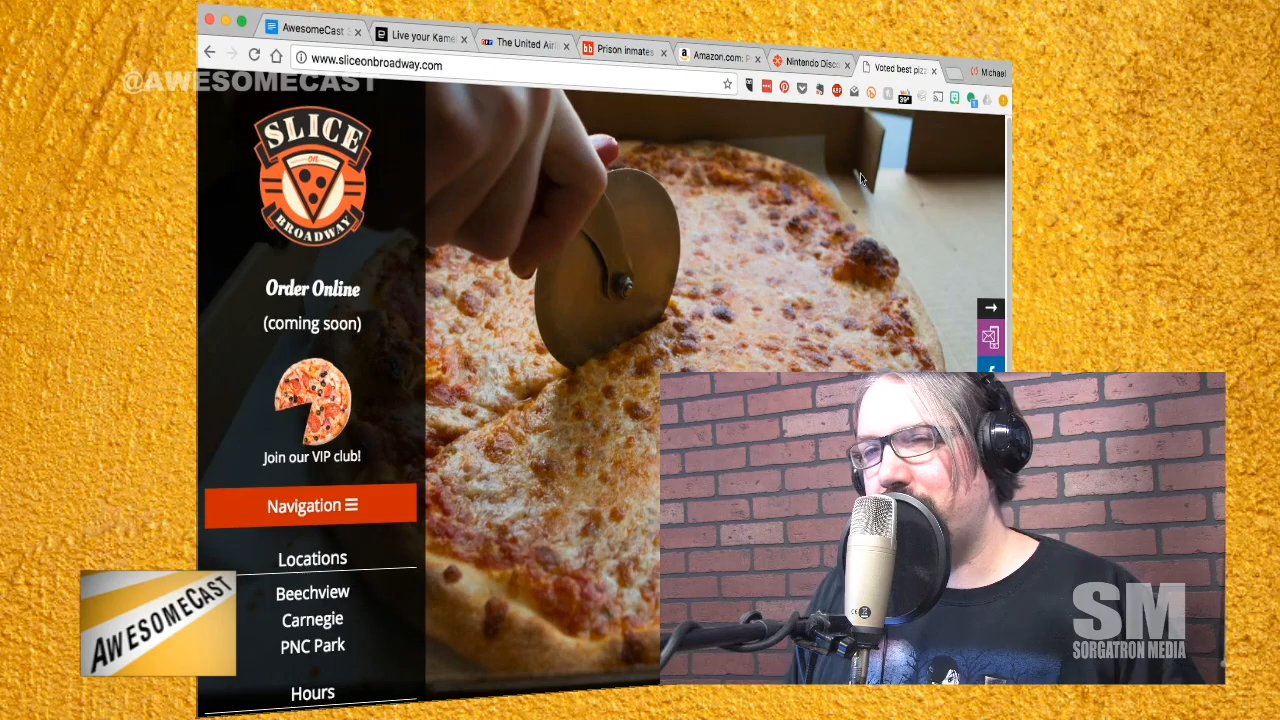 AwesomeCast S
Live your Kame
The United Airl
Prison inmates
Amazon.com: P
Nintendo Disco
Voted best pizz
Michael
www.sliceonbroadway.com
39°
@AWESOMECAST
SLICE
on
BROADWAY
Order Online
(coming soon)
Join our VIP club!
Navigation
Locations
Beechview
Carnegie
PNC Park
Hours
AWESOMECAST
SM
SORGATRON MEDIA